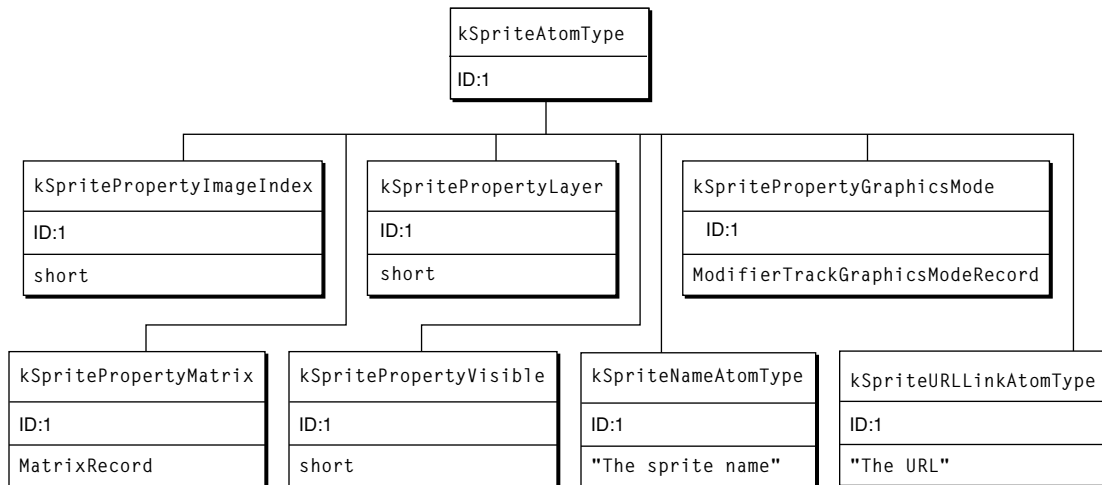 kSpriteAtomType
ID:1
kSpritePropertyImageIndex
ID:1
short
kSpritePropertyLayer
ID:1
short
kSpritePropertyGraphicsMode
ID:1
ModifierTrackGraphicsModeRecord
kSpritePropertyMatrix
ID:1
MatrixRecord
kSpritePropertyVisible
ID:1
short
kSpriteNameAtomType
ID:1
"The sprite name"
kSpriteURLLinkAtomType
ID:1
"The URL"